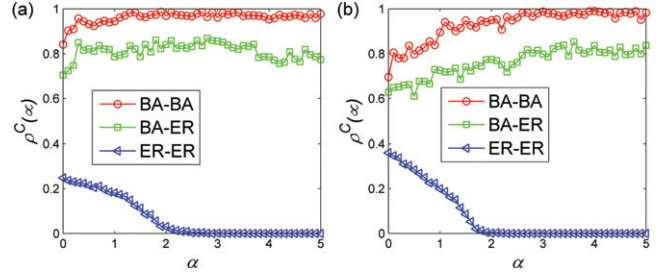 (a)
1
0.8
0.6
0.4
0.2
0
ρ^C(α)
BA-BA
BA-ER
ER-ER
0 1 2 3 4 5
α
(b)
1
0.8
0.6
0.4
0.2
0
ρ^C(α)
BA-BA
BA-ER
ER-ER
0 1 2 3 4 5
α